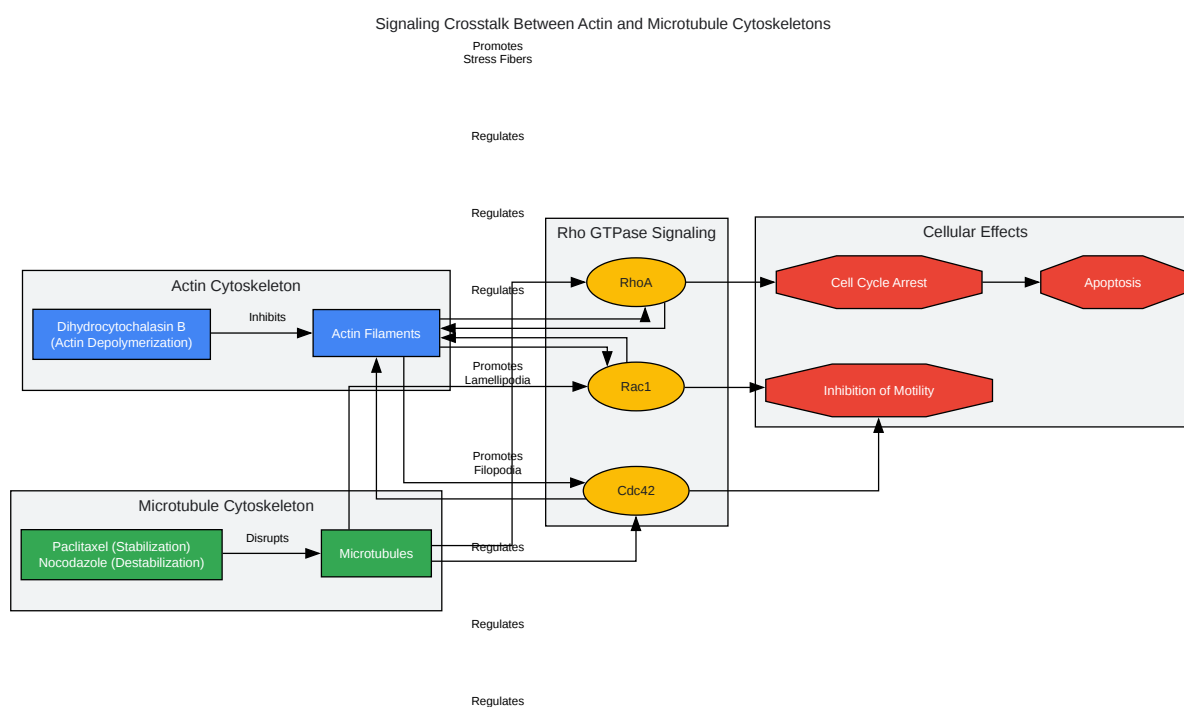 Signaling Crosstalk Between Actin and Microtubule Cytoskeletons
Promotes
Stress Fibers
Regulates
Regulates
Rho GTPase Signaling
Cellular Effects
RhoA
Cell Cycle Arrest
Apoptosis
Regulates
Actin Cytoskeleton
Dihydrocytochalasin B
(Actin Depolymerization)
Inhibits
Actin Filaments
Promotes
Lamellipodia
Rac1
Inhibition of Motility
Promotes
Filopodia
Cdc42
Microtubule Cytoskeleton
Paclitaxel (Stabilization)
Nocodazole (Destabilization)
Disrupts
Microtubules
Regulates
Regulates
Regulates